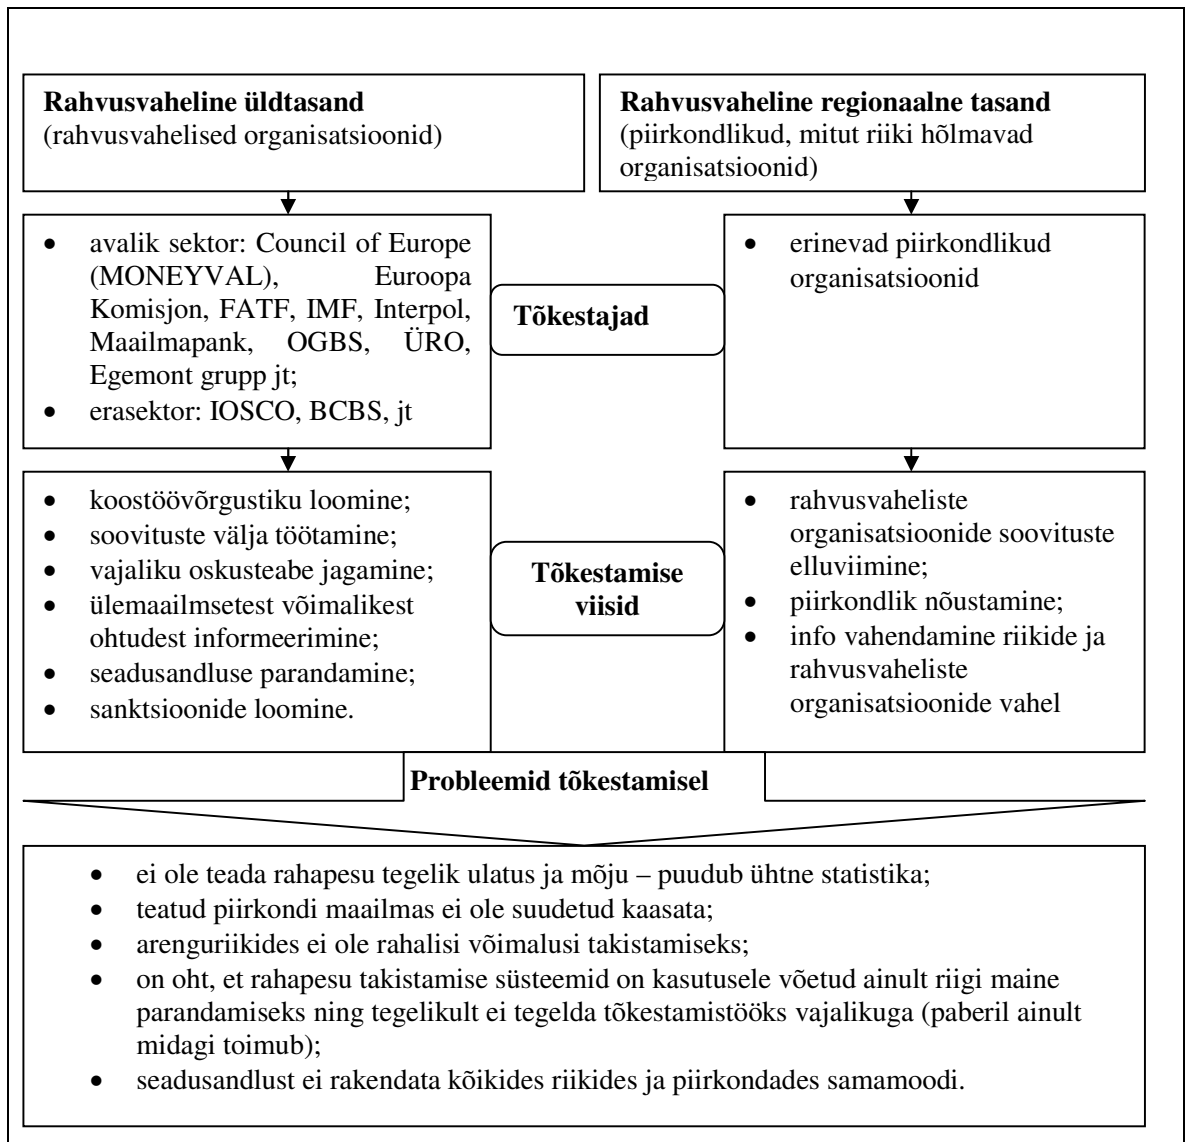 Rahvusvaheline üldtasand
(rahvusvahelised organisatsioonid)
Rahvusvaheline regionaalne tasand
(piirkondlikud, mitut riiki hõlmavad
organisatsioonid)
• avalik sektor: Council of Europe
(MONEYVAL), Euroopa
Komisjon, FATF, IMF, Interpol,
Maailmapank, OGBS, ÜRO,
Egemont grupp jt;
• erasektor: IOSCO, BCBS, jt
Tõkestajad
• erinevad piirkondlikud
organisatsioonid
• koostöövõrgustiku loomine;
• soovituste välja töötamine;
• vajaliku oskusteabe jagamine;
• ülemaailmsetest võimalikest
ohtudest informeerimine;
• seadusandluse parandamine;
• sanktsioonide loomine.
Tõkestamise
viisid
• rahvusvaheliste
organisatsioonide soovituste
elluviimine;
• piirkondlik nõustamine;
• info vahendamine riikide ja
rahvusvaheliste
organisatsioonide vahel
Probleemid tõkestamisel
• ei ole teada rahapesu tegelik ulatus ja mõju – puudub ühtne statistika;
• teatud piirkondi maailmas ei ole suudetud kaasata;
• arenguriikides ei ole rahalisi võimalusi takistamiseks;
• on oht, et rahapesu takistamise süsteemid on kasutusele võetud ainult riigi maine
parandamiseks ning tegelikult ei tegelda tõkestamistööks vajalikuga (paberil ainult
midagi toimub);
• seadusandlust ei rakendata kõikides riikides ja piirkondades samamoodi.